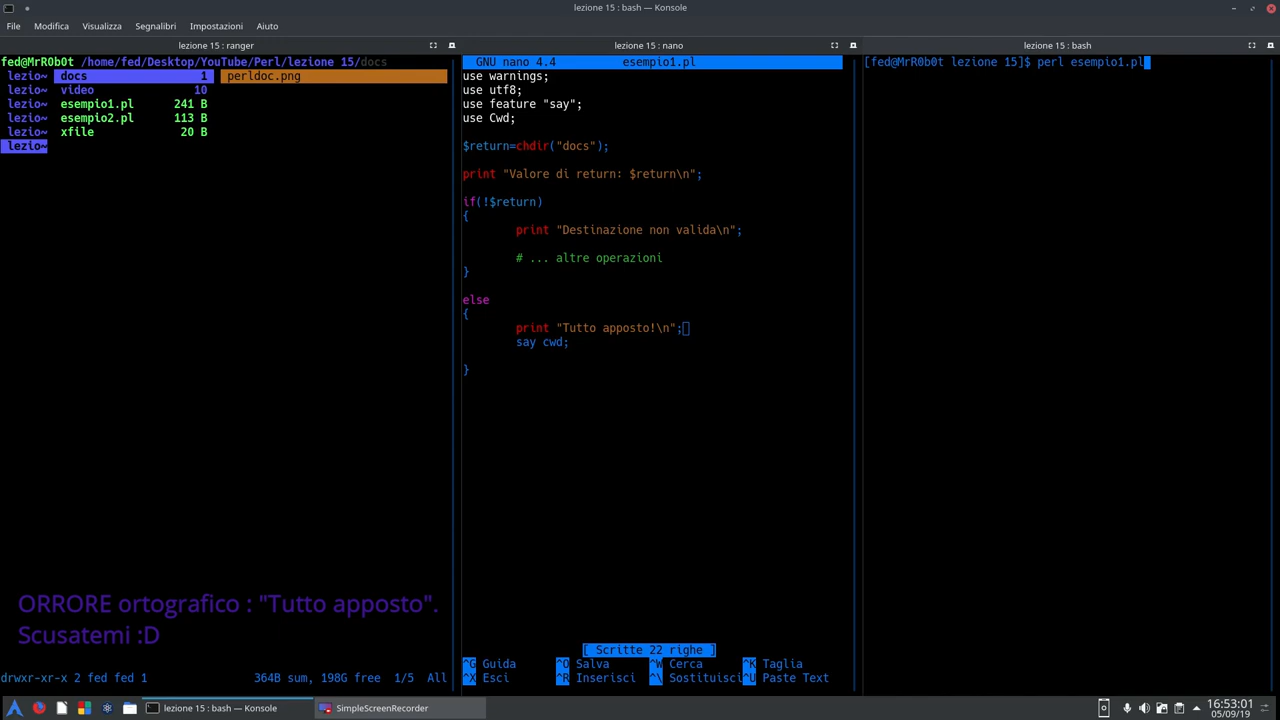 lezione 15 : bash — Konsole
File Modifica Visualizza Segnalibri Impostazioni Aiuto
lezione 15 : ranger
fed@MrR0b0t /home/fed/Desktop/YouTube/Perl/lezione 15/docs
lezio~ docs 1 perldoc.png
lezio~ video 10
lezio~ esempio1.pl 241 B
lezio~ esempio2.pl 113 B
lezio~ xfile 20 B
lezio~
ORRORE ortografico : "Tutto apposto".
Scusatemi :D
drwxr-xr-x 2 fed fed 1 364B sum, 198G free 1/5 All
lezione 15 : nano
GNU nano 4.4 esempio1.pl
use warnings;
use utf8;
use feature "say";
use Cwd;
$return=chdir("docs");
print "Valore di return: $return\n";
if(!$return)
{
print "Destinazione non valida\n";
# ... altre operazioni
}
else
{
print "Tutto apposto!\n";
say cwd;
}
[ Scritte 22 righe ]
^G Guida ^O Salva ^W Cerca ^K Taglia
^X Esci ^R Inserisci ^\ Sostituisci ^U Paste Text
lezione 15 : bash
[fed@MrR0b0t lezione 15]$ perl esempio1.pl
lezione 15 : bash — Konsole
SimpleScreenRecorder
16:53:01
05/09/19